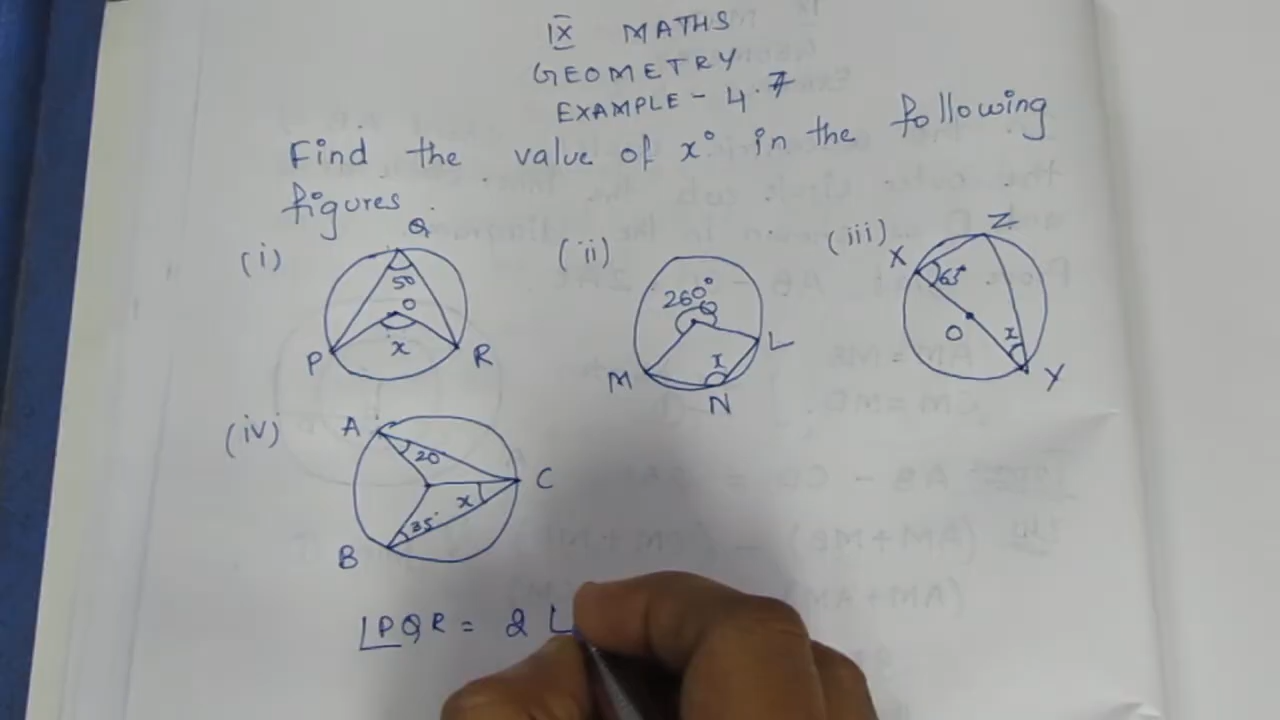 IX MATHS
GEOMETRY
EXAMPLE - 4.7
Find the value of x° in the following
figures
(i)
Q
50
O
x
P
R
(ii)
260°
O
x
L
M
N
(iii)
Z
X
63°
O
x
Y
(iv)
A
20
C
x
35°
B
∠PQR = 2 ∠